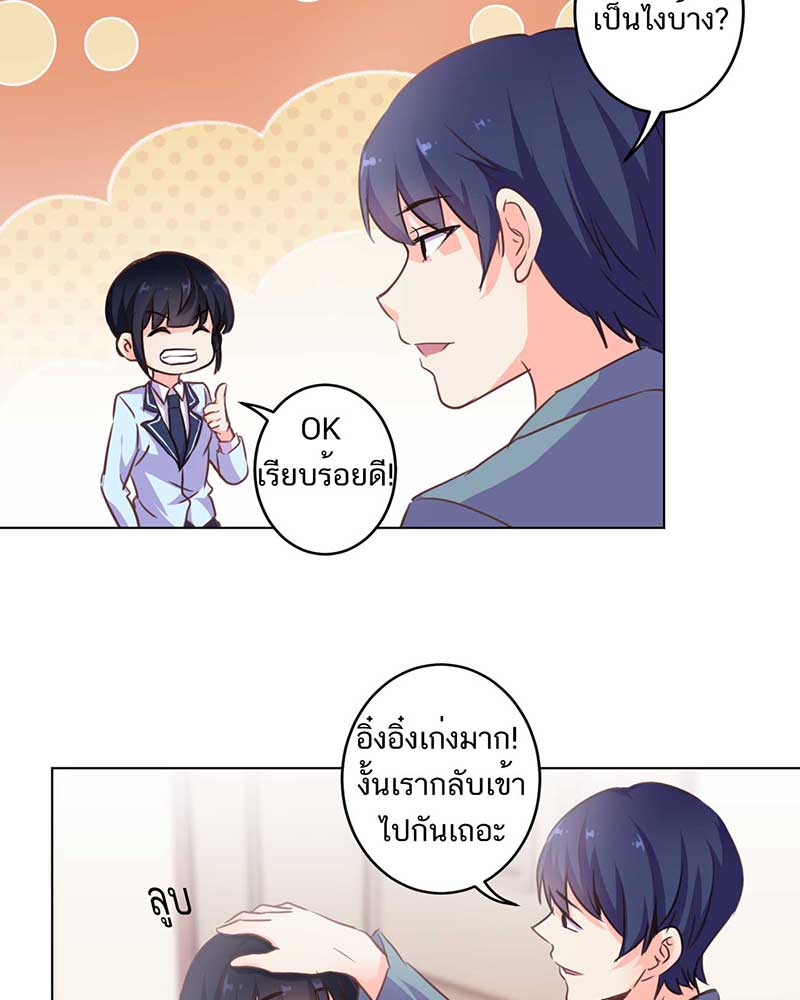 เป็นไงบ้าง?
OK
เรียบร้อยดี!
อิ๋งอิ๋งเก่งมาก!
งั้นเรากลับเข้า
ไปกันเถอะ
ลูบ